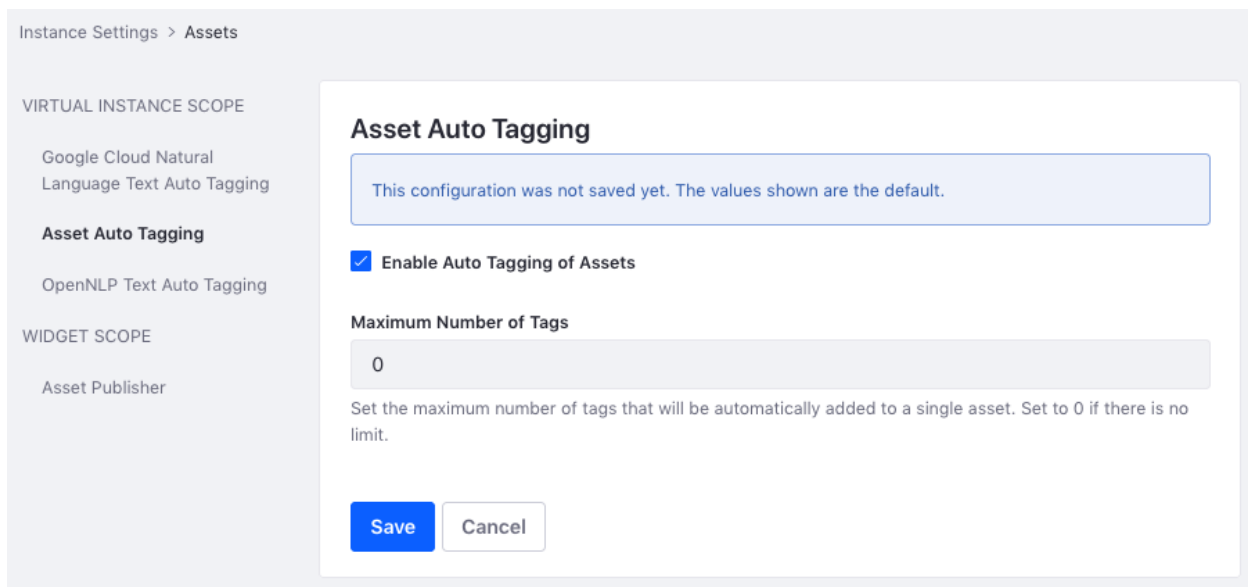 Instance Settings > Assets
VIRTUAL INSTANCE SCOPE
Google Cloud Natural
Language Text Auto Tagging
Asset Auto Tagging
OpenNLP Text Auto Tagging
WIDGET SCOPE
Asset Publisher
Asset Auto Tagging
This configuration was not saved yet. The values shown are the default.
Enable Auto Tagging of Assets
Maximum Number of Tags
0
Set the maximum number of tags that will be automatically added to a single asset. Set to 0 if there is no
limit.
Save
Cancel